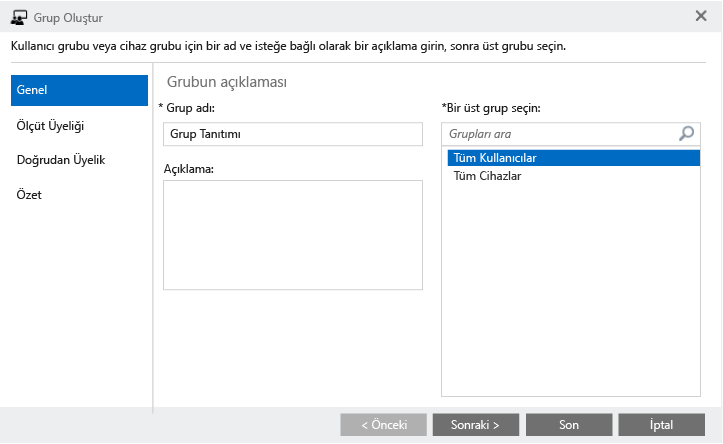 Grup Oluştur
Kullanıcı grubu veya cihaz grubu için bir ad ve isteğe bağlı olarak bir açıklama girin, sonra üst grubu seçin.
Genel
Ölçüt Üyeliği
Doğrudan Üyelik
Özet
Grubun açıklaması
* Grup adı:
Grup Tanıtımı
Açıklama:
*Bir üst grup seçin:
Grupları ara
Tüm Kullanıcılar
Tüm Cihazlar
< Önceki
Sonraki >
Son
İptal